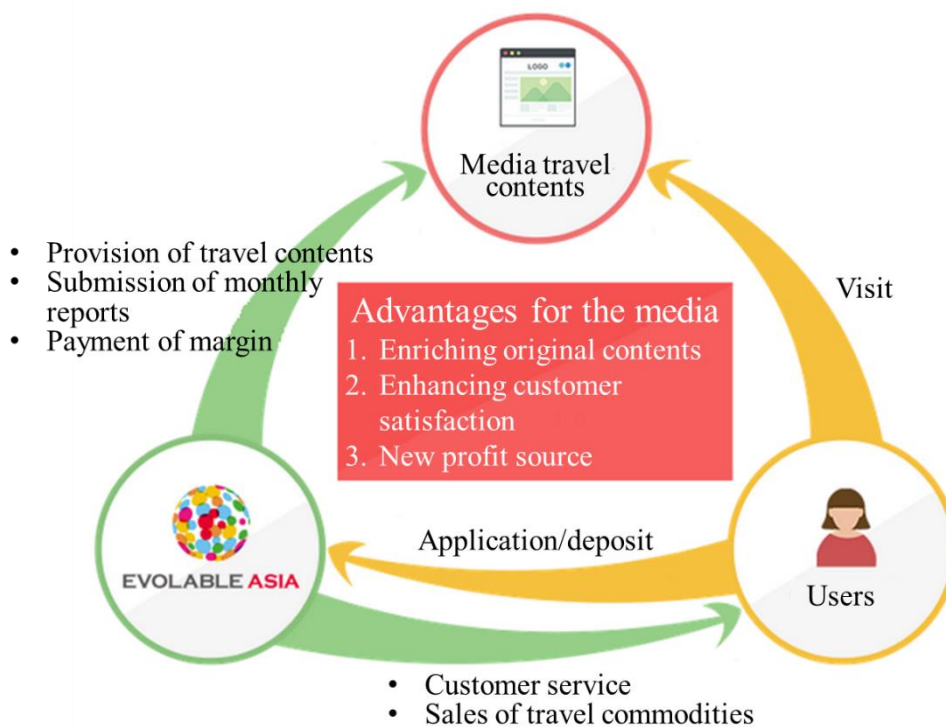 LOGO
Media travel
contents
• Provision of travel contents
• Submission of monthly
reports
• Payment of margin
Visit
Advantages for the media
1. Enriching original contents
2. Enhancing customer
satisfaction
3. New profit source
Application/deposit
EVOLABLE ASIA
Users
• Customer service
• Sales of travel commodities